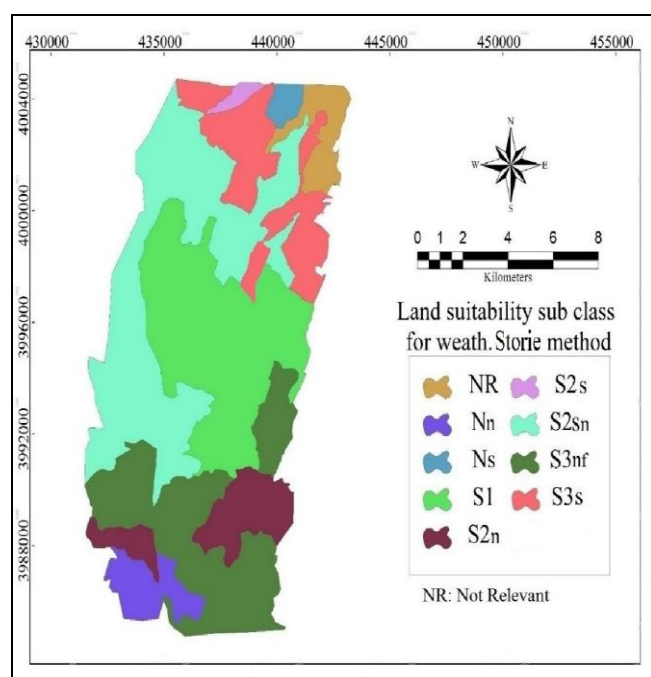 430000 435000 440000 445000 450000 455000
4004000
4000000
3996000
3992000
3988000
N
W E
S
0 1 2 4 6 8
Kilometers
Land suitability sub class
for weath.Storie method
NR S2s
Nn S2sn
Ns S3nf
S1 S3s
S2n
NR: Not Relevant